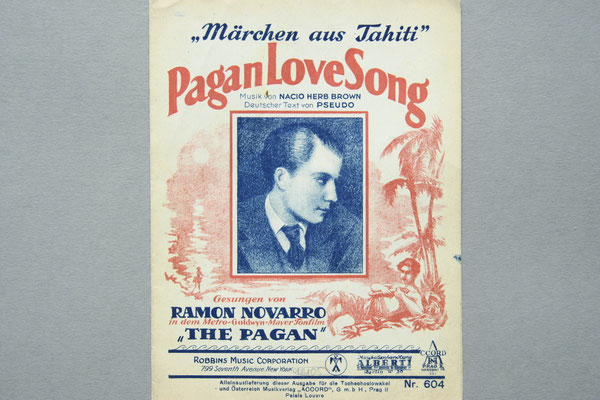 „Märchen aus Tahiti”
Pagan Love Song
Musik von NACIO HERB BROWN
Deutscher Text von PSEUDO
Gesungen von
RAMON NOVARRO
in dem Metro-Goldwyn-Mayer Tonfilm
„THE PAGAN”
ROBBINS MUSIC CORPORATION
799 Seventh Avenue New York
ALBERTI
ACCORD
PRAG II
Alleinauslieferung dieser Ausgabe für die Tschechoslowakei
und Österreich Musikverlag "ACCORD", G m b H, Prag II
Palais Louvre
Nr. 604